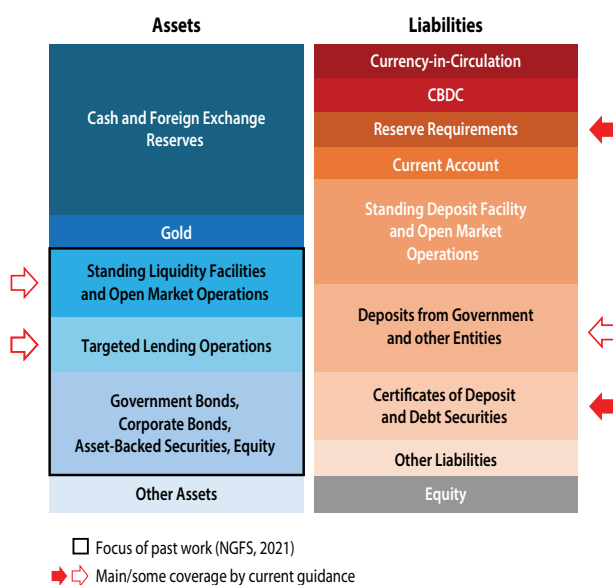 Assets
Cash and Foreign Exchange
Reserves
Gold
Standing Liquidity Facilities
and Open Market Operations
Targeted Lending Operations
Government Bonds,
Corporate Bonds,
Asset-Backed Securities, Equity
Other Assets
Liabilities
Currency-in-Circulation
CBDC
Reserve Requirements
Current Account
Standing Deposit Facility
and Open Market
Operations
Deposits from Government
and other Entities
Certificates of Deposit
and Debt Securities
Other Liabilities
Equity
Focus of past work (NGFS, 2021)
Main/some coverage by current guidance